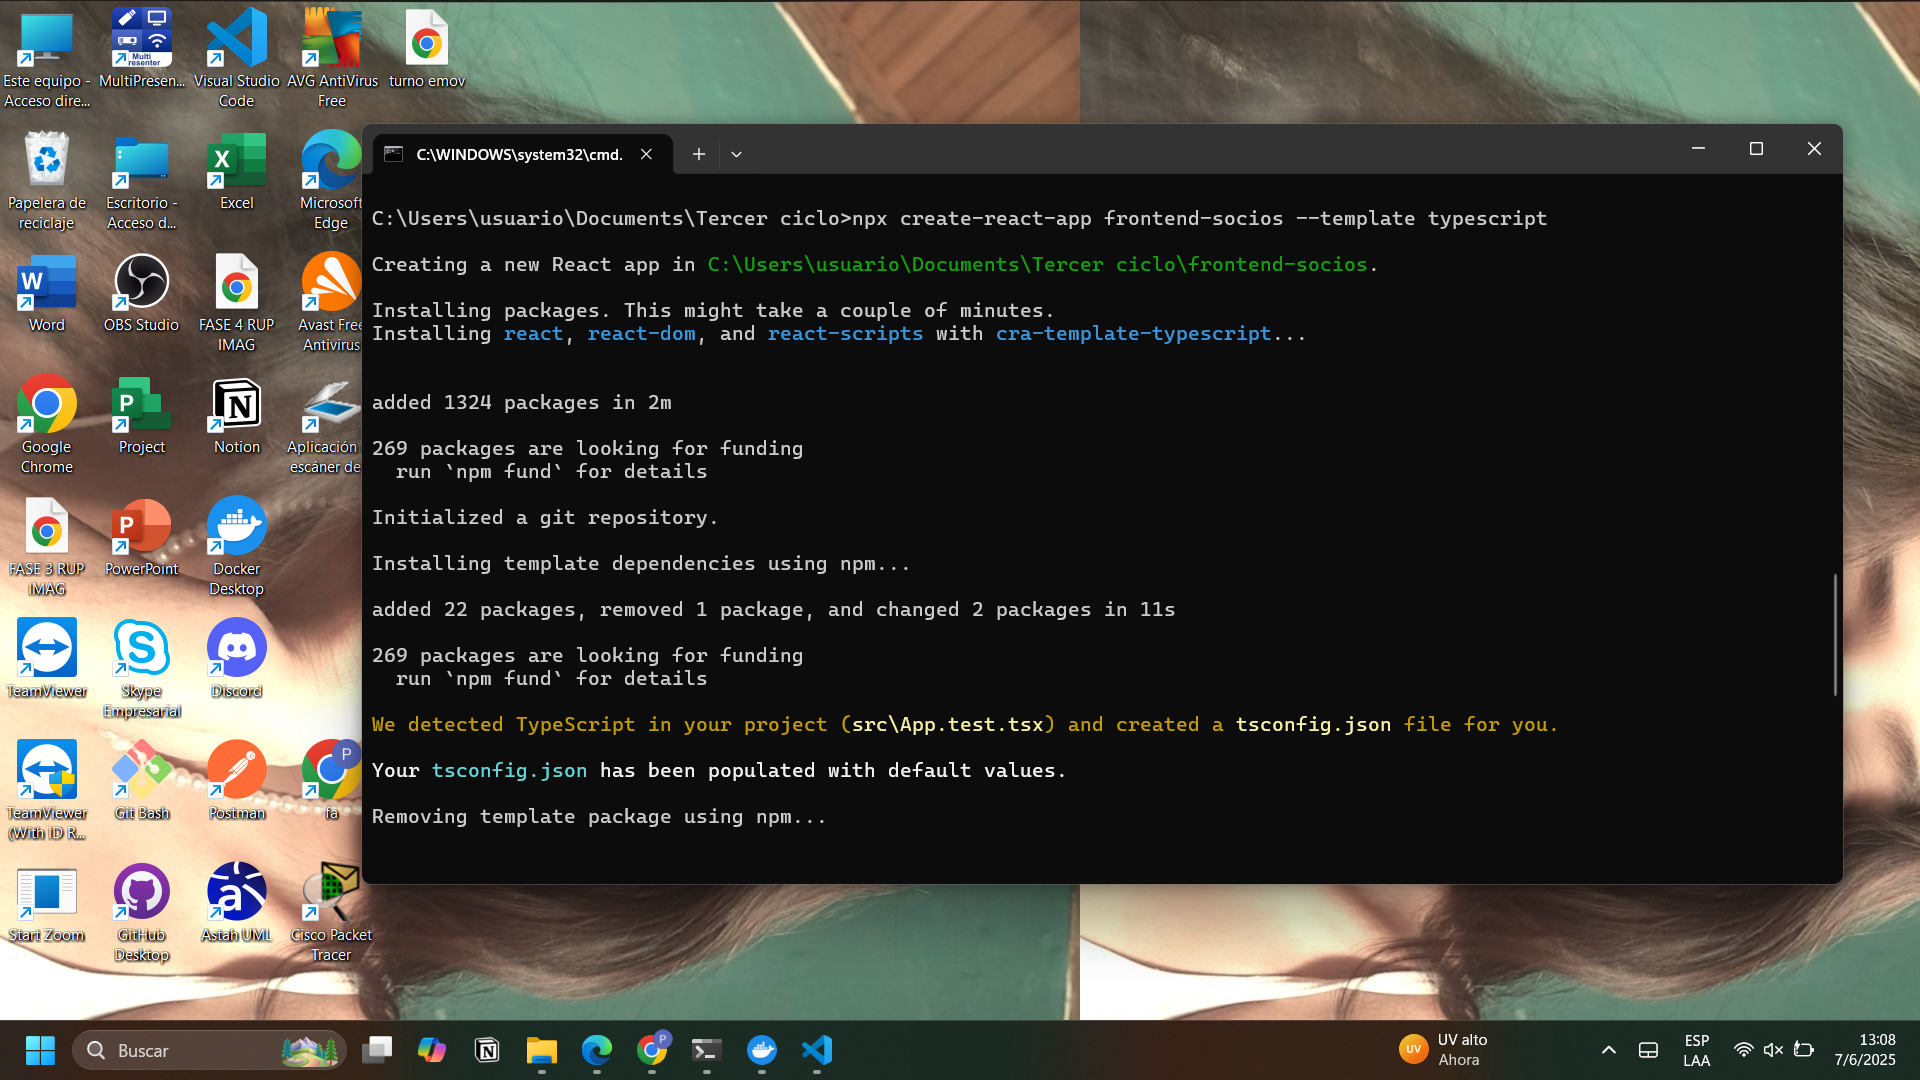 Este equipo -
Acceso dire...
MultiPresen...
Multi
resenter
Visual Studio
Code
AVG AntiVirus
Free
turno emov
Papelera de
reciclaje
Escritorio -
Acceso d...
Excel
Microsoft
Edge
Word
OBS Studio
FASE 4 RUP
IMAG
Avast Free
Antivirus
Google
Chrome
Project
Notion
Aplicación
escáner de
FASE 3 RUP
IMAG
PowerPoint
Docker
Desktop
TeamViewer
Skype
Empresarial
Discord
TeamViewer
(With ID R...
Git Bash
Postman
P
fa
Start Zoom
GitHub
Desktop
Astah UML
Cisco Packet
Tracer
C:\WINDOWS\system32\cmd.
C:\Users\usuario\Documents\Tercer ciclo>npx create-react-app frontend-socios --template typescript
Creating a new React app in C:\Users\usuario\Documents\Tercer ciclo\frontend-socios.
Installing packages. This might take a couple of minutes.
Installing react, react-dom, and react-scripts with cra-template-typescript...
added 1324 packages in 2m
269 packages are looking for funding
run `npm fund` for details
Initialized a git repository.
Installing template dependencies using npm...
added 22 packages, removed 1 package, and changed 2 packages in 11s
269 packages are looking for funding
run `npm fund` for details
We detected TypeScript in your project (src\App.test.tsx) and created a tsconfig.json file for you.
Your tsconfig.json has been populated with default values.
Removing template package using npm...
Buscar
P
UV
UV alto
Ahora
ESP
LAA
13:08
7/6/2025